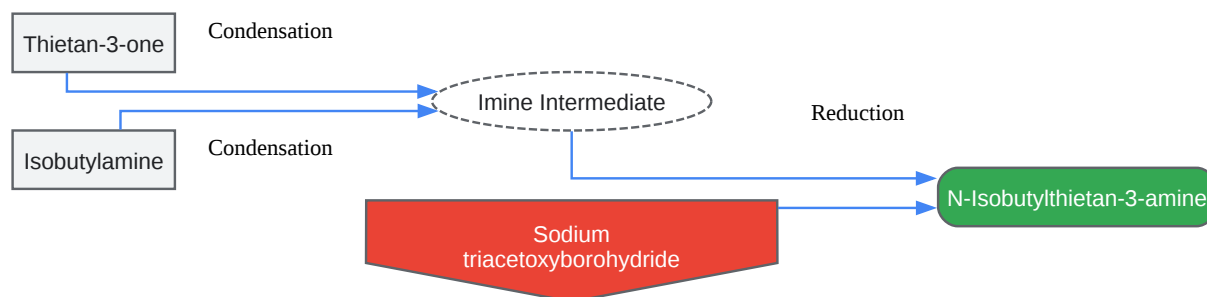 Thietan-3-one
Condensation
Imine Intermediate
Reduction
Isobutylamine
Condensation
N-Isobutylthietan-3-amine
Sodium
triacetoxyborohydride